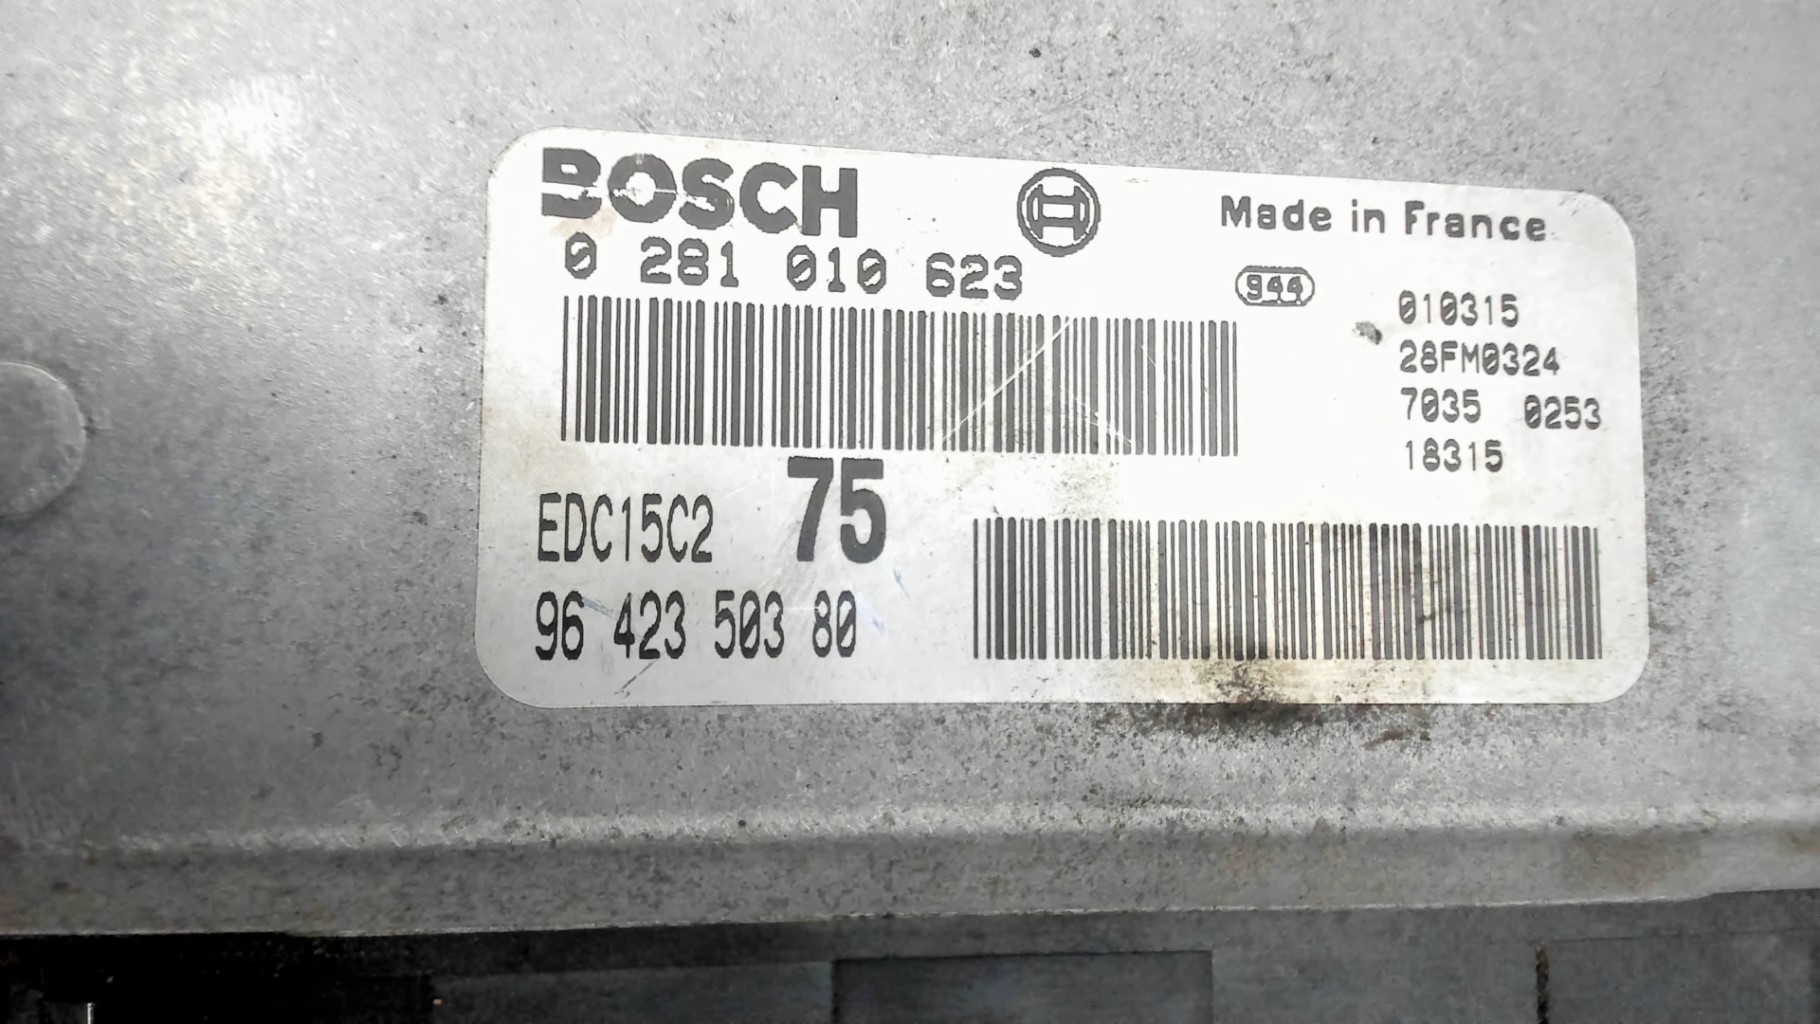 BOSCH
Made in France
0 281 010 623
944
010315
28FM0324
7035 0253
18315
EDC15C2 75
96 423 503 80